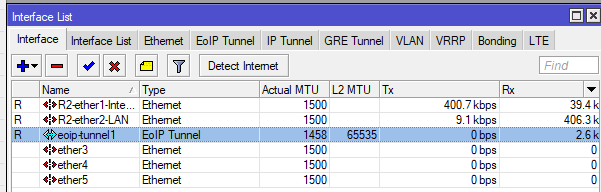 Interface List
Interface Interface List Ethernet EoIP Tunnel IP Tunnel GRE Tunnel VLAN VRRP Bonding LTE
Detect Internet Find
Name Type Actual MTU L2 MTU Tx Rx
R R2-ether1-Inte... Ethernet 1500 400.7 kbps 39.4 k
R R2-ether2-LAN Ethernet 1500 9.1 kbps 406.3 k
R eoip-tunnel1 EoIP Tunnel 1458 65535 0 bps 2.6 k
ether3 Ethernet 1500 0 bps 0
ether4 Ethernet 1500 0 bps 0
ether5 Ethernet 1500 0 bps 0